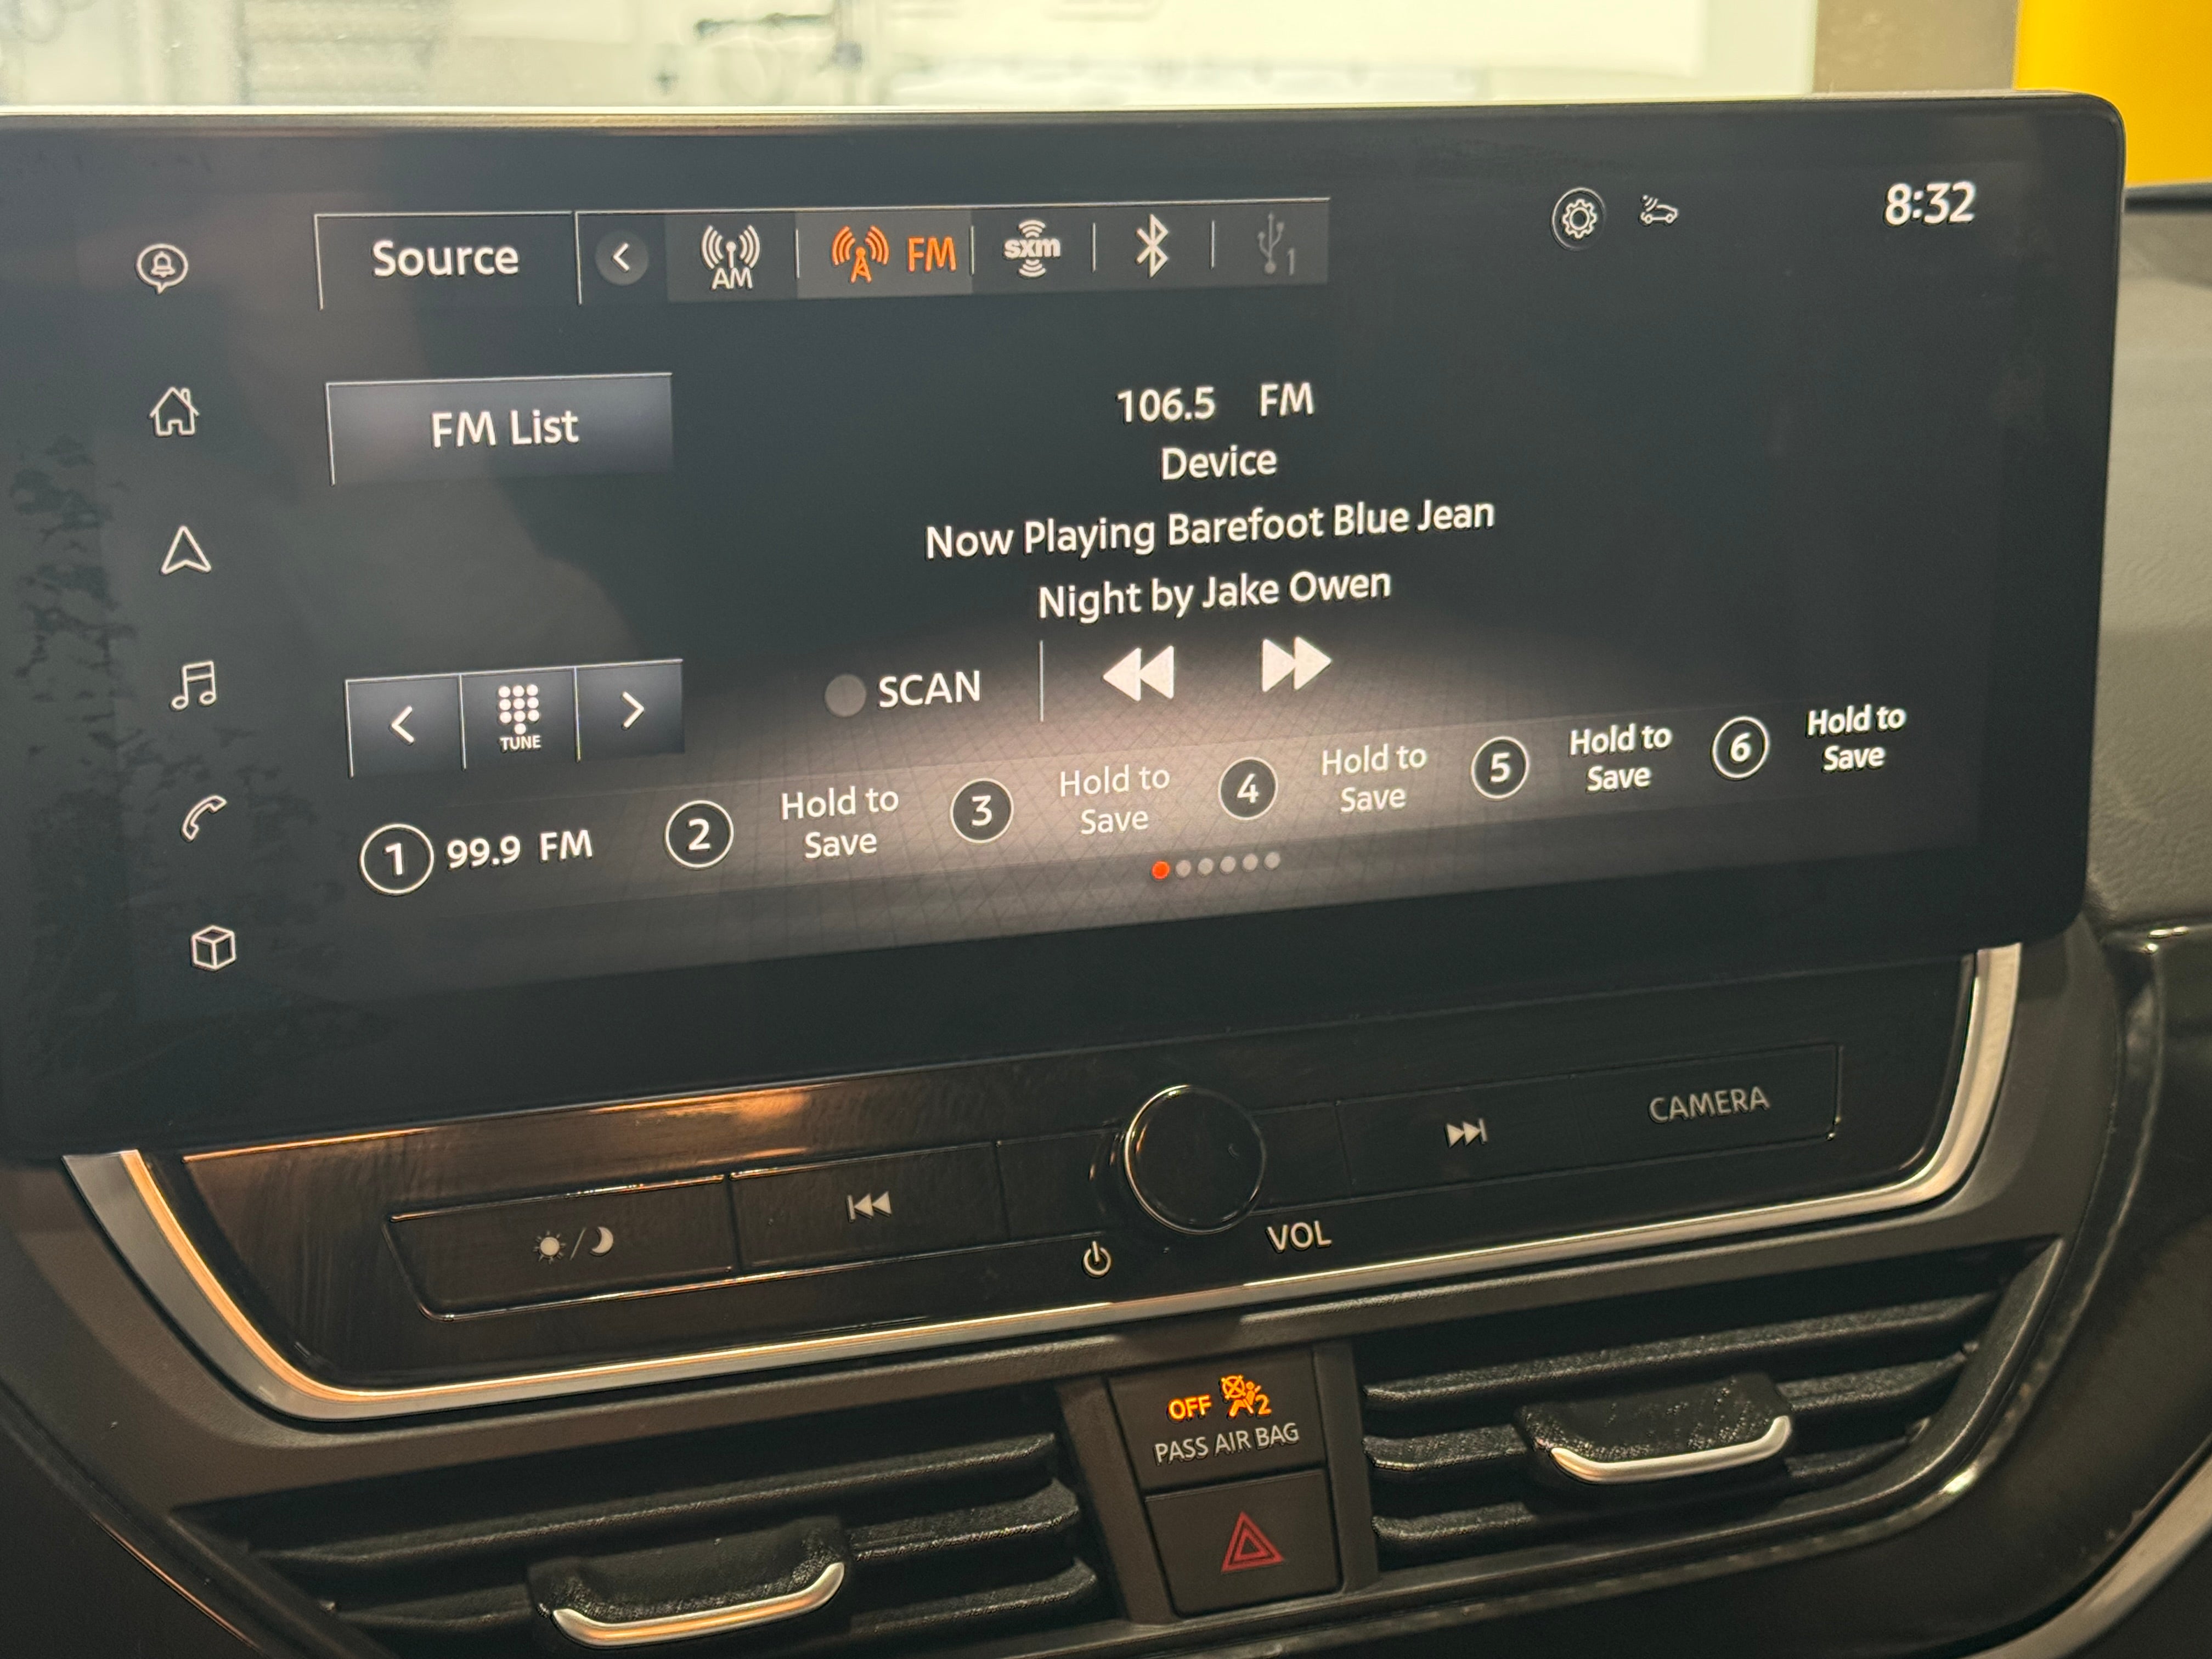 8:32
Source
AM
FM
sxm
1
FM List
106.5 FM
Device
Now Playing Barefoot Blue Jean
Night by Jake Owen
TUNE
SCAN
1 99.9 FM
2 Hold to
Save
3 Hold to
Save
4 Hold to
Save
5 Hold to
Save
6 Hold to
Save
CAMERA
VOL
OFF 2
PASS AIR BAG